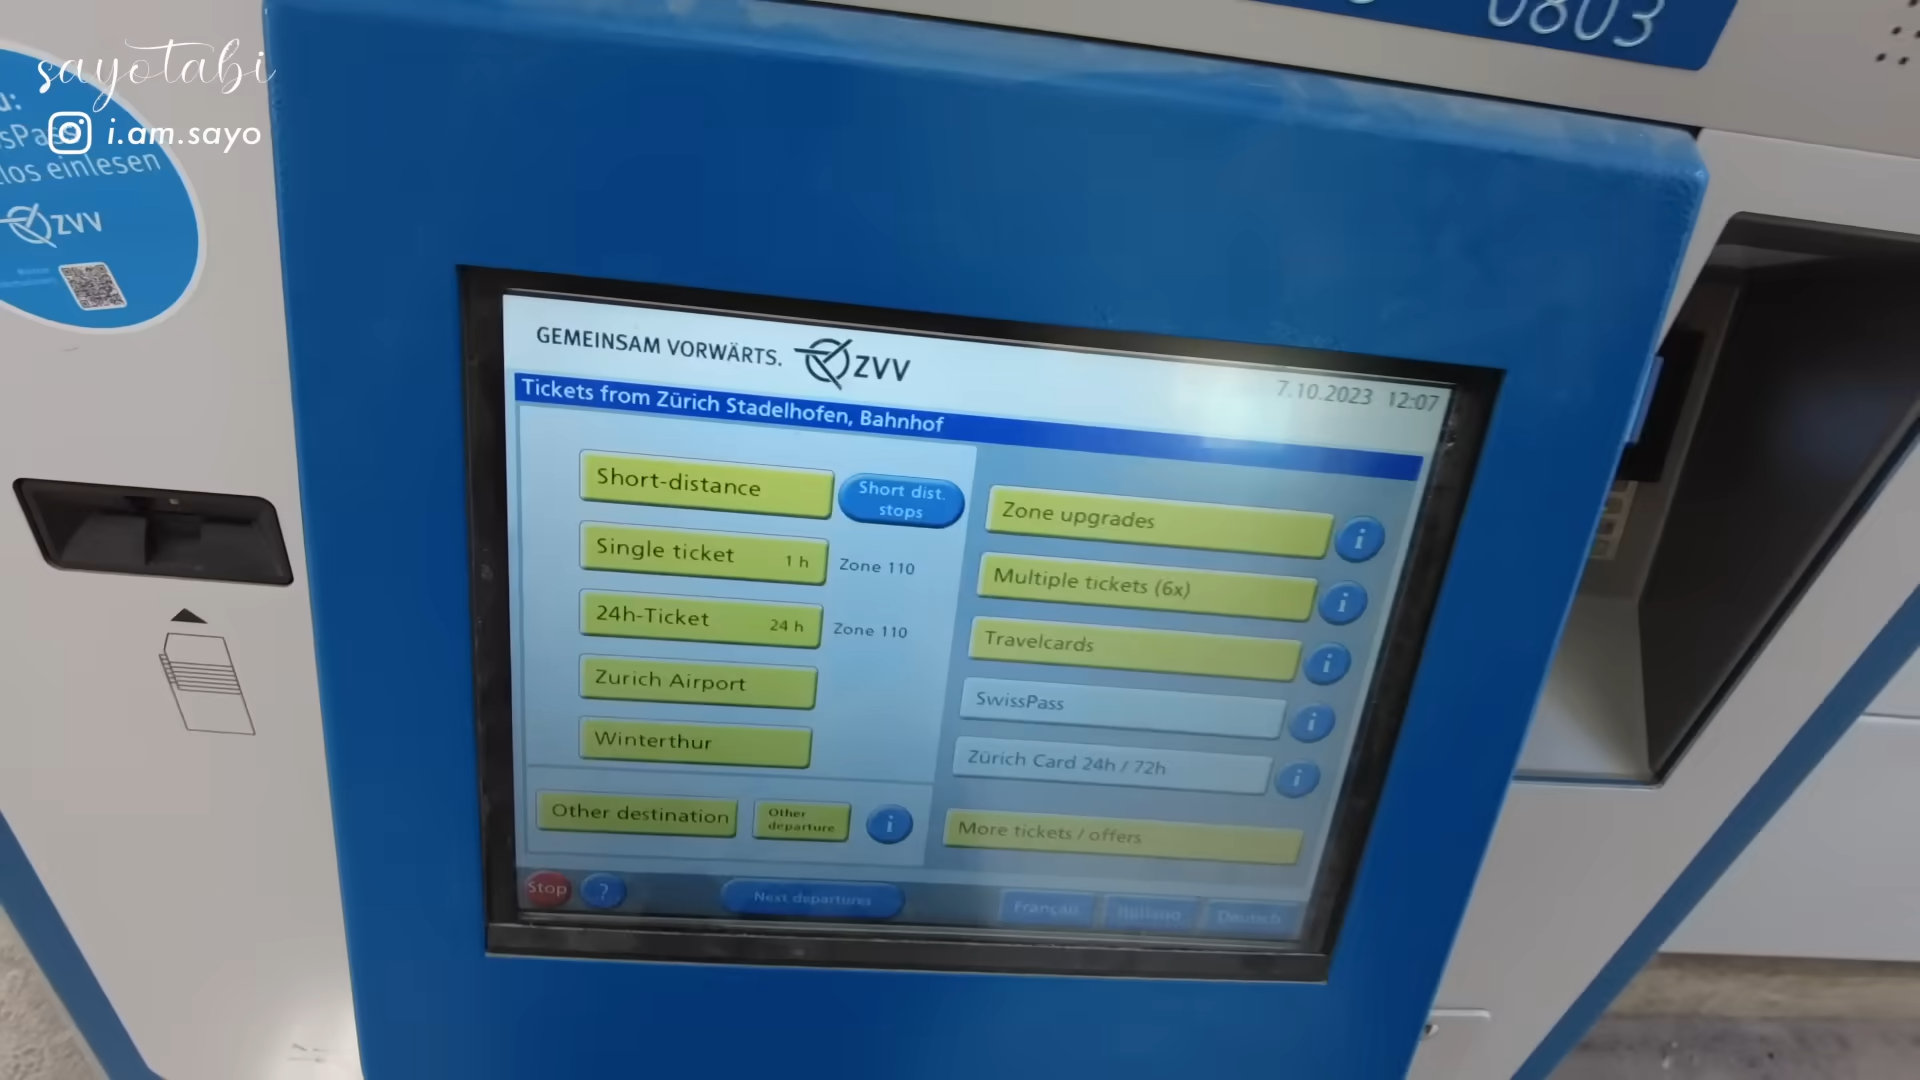 sayotabi
i.am.sayo
los einlesen
ZVV
0803
GEMEINSAM VORWÄRTS. ZVV
7.10.2023 12:07
Tickets from Zürich Stadelhofen, Bahnhof
Short-distance
Short dist.
stops
Single ticket 1 h Zone 110
24h-Ticket 24 h Zone 110
Zurich Airport
Winterthur
Other destination
Other
departure
i
Zone upgrades i
Multiple tickets (6x) i
Travelcards i
SwissPass i
Zürich Card 24h / 72h i
More tickets / offers
Stop ? Next departures Français Italiano Deutsch